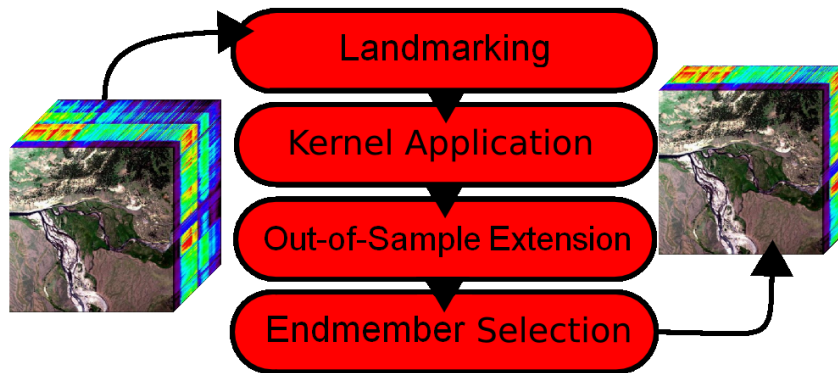 Landmarking
Kernel Application
Out-of-Sample Extension
Endmember Selection